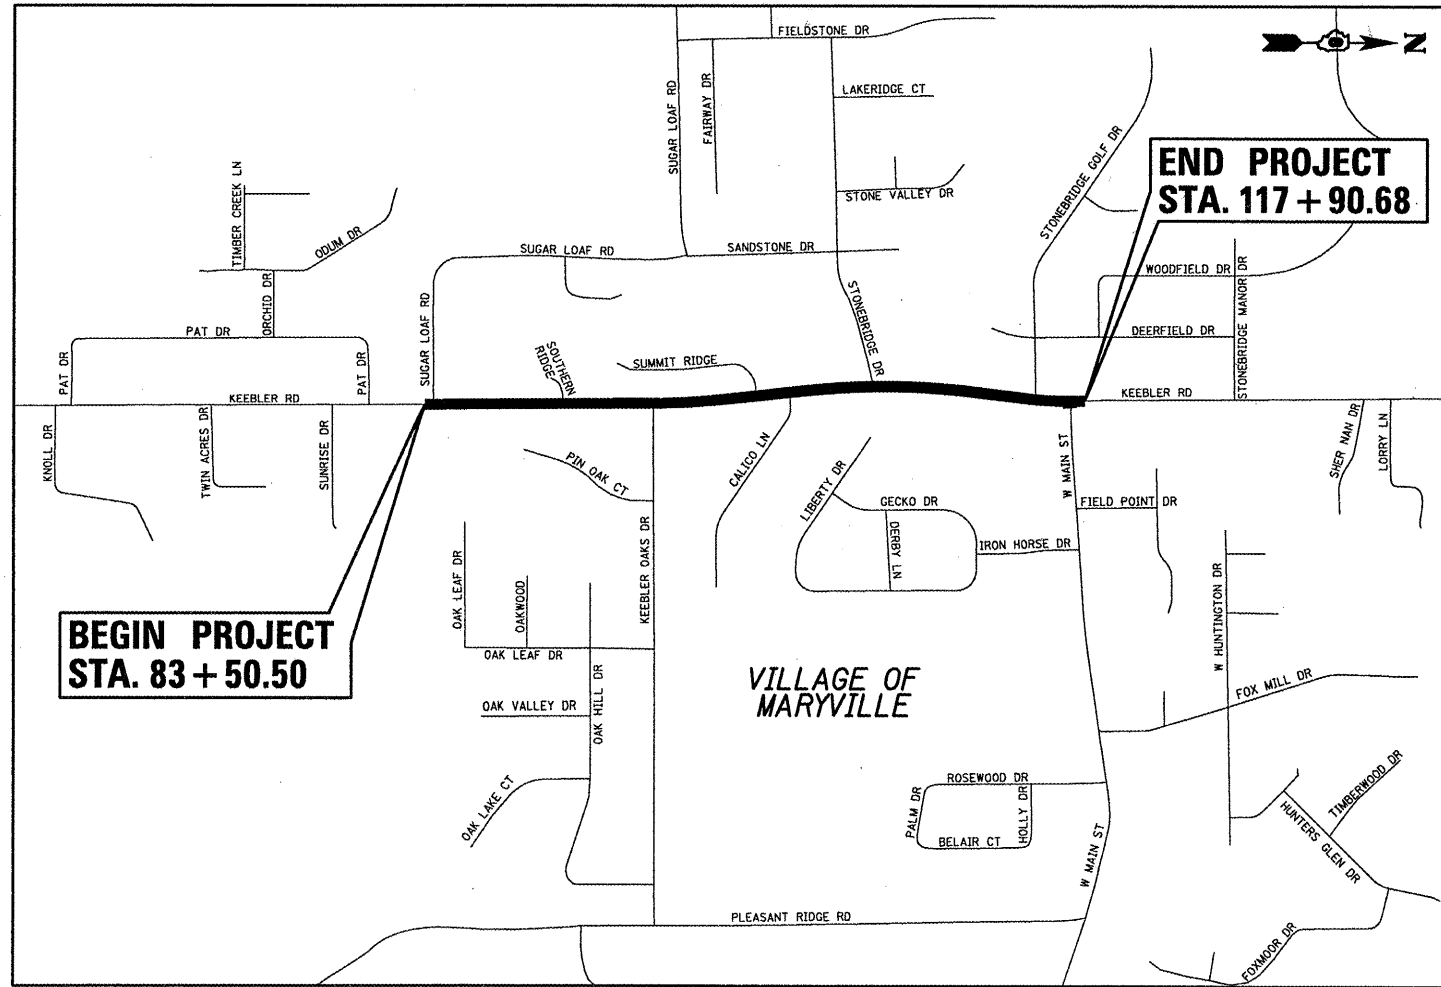 FIELDSTONE DR
N
SUGAR LOAF RD
FAIRWAY DR
LAKERIDGE CT
STONEBRIDGE GOLF DR
END PROJECT
STA. 117+90.68
TIMBER CREEK LN
STONE VALLEY DR
ODUM DR
SUGAR LOAF RD
SANDSTONE DR
WOODFIELD DR
STONEBRIDGE MANOR DR
ORCHID DR
PAT DR
SUGAR LOAF RD
STONEBRIDGE DR
DEERFIELD DR
PAT DR
PAT DR
SOUTHERN
RIDGE
SUMMIT RIDGE
KEEBLER RD
KEEBLER RD
KNOLL DR
TWIN ACRES DR
SUNRISE DR
PIN OAK CT
CALICO LN
LIBERTY DR
W MAIN ST
SHER NAN DR
LORRY LN
GECKO DR
FIELD POINT DR
DERBY LN
IRON HORSE DR
OAK LEAF DR
OAKWOOD
KEEBLER OAKS DR
W HUNTINGTON DR
BEGIN PROJECT
STA. 83+50.50
OAK LEAF DR
VILLAGE OF
MARYVILLE
OAK VALLEY DR
OAK HILL DR
FOX MILL DR
ROSEWOOD DR
TIMBERWOOD DR
OAK LAKE CT
PALM DR
HOLLY DR
BELAIR CT
HUNTERS GLEN DR
W MAIN ST
PLEASANT RIDGE RD
FOXMOOR DR